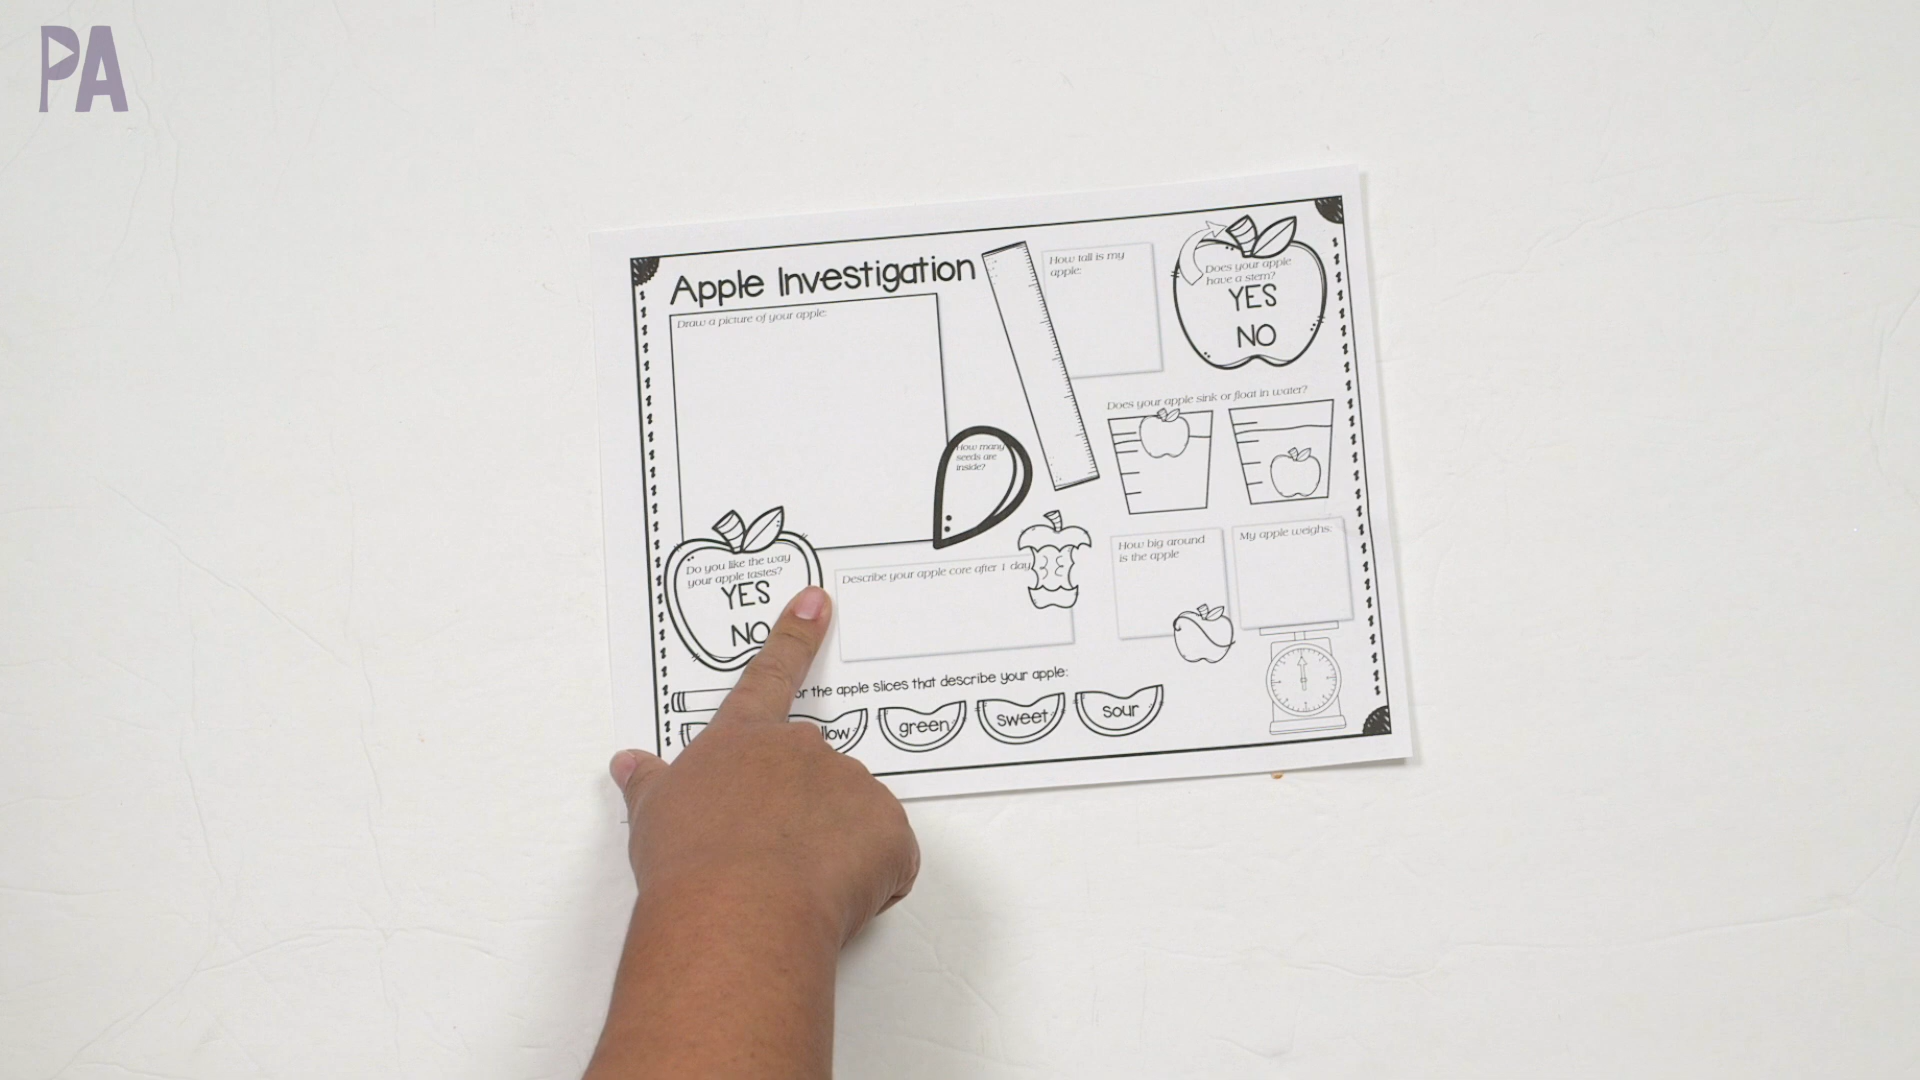 PA
Apple Investigation
Draw a picture of your apple:
How tall is my
apple:
Does your apple
have a stem?
YES
NO
Does your apple sink or float in water?
How many
seeds are
inside?
Do you like the way
your apple tastes?
YES
NO
Describe your apple core after 1 day
How big around
is the apple
My apple weighs:
the apple slices that describe your apple:
green
sweet
sour